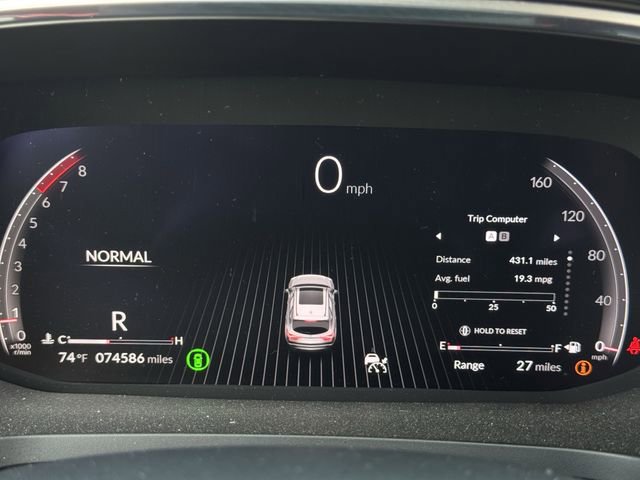 0 mph
8
7
6
5
4
3
2
1
0
x1000
r/min
NORMAL
R
C H
74°F 074586 miles
160
120
80
40
0
mph
Trip Computer
A B
Distance 431.1 miles
Avg. fuel 19.3 mpg
0 25 50
HOLD TO RESET
E F
Range 27 miles